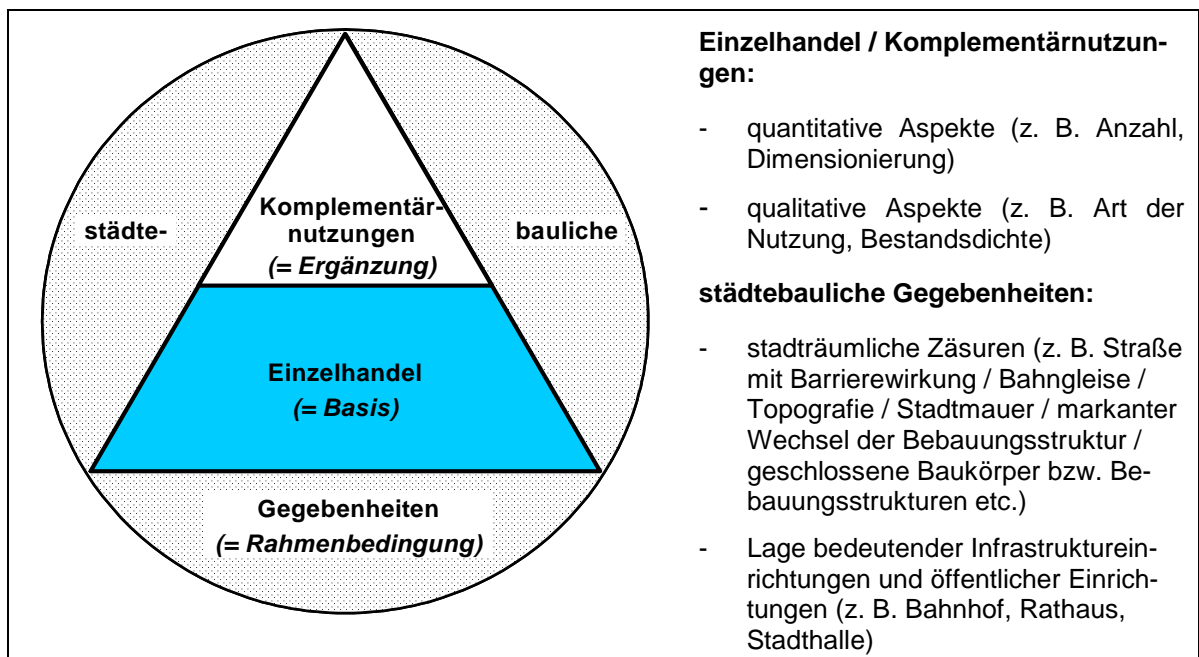 städte-
Komplementär-
nutzungen
(= Ergänzung)
bauliche
Einzelhandel
(= Basis)
Gegebenheiten
(= Rahmenbedingung)
Einzelhandel / Komplementärnutzun-
gen:
- quantitative Aspekte (z. B. Anzahl,
Dimensionierung)
- qualitative Aspekte (z. B. Art der
Nutzung, Bestandsdichte)
städtebauliche Gegebenheiten:
- stadträumliche Zäsuren (z. B. Straße
mit Barrierewirkung / Bahngleise /
Topografie / Stadtmauer / markanter
Wechsel der Bebauungsstruktur /
geschlossene Baukörper bzw. Be-
bauungsstrukturen etc.)
- Lage bedeutender Infrastrukturein-
richtungen und öffentlicher Einrich-
tungen (z. B. Bahnhof, Rathaus,
Stadthalle)